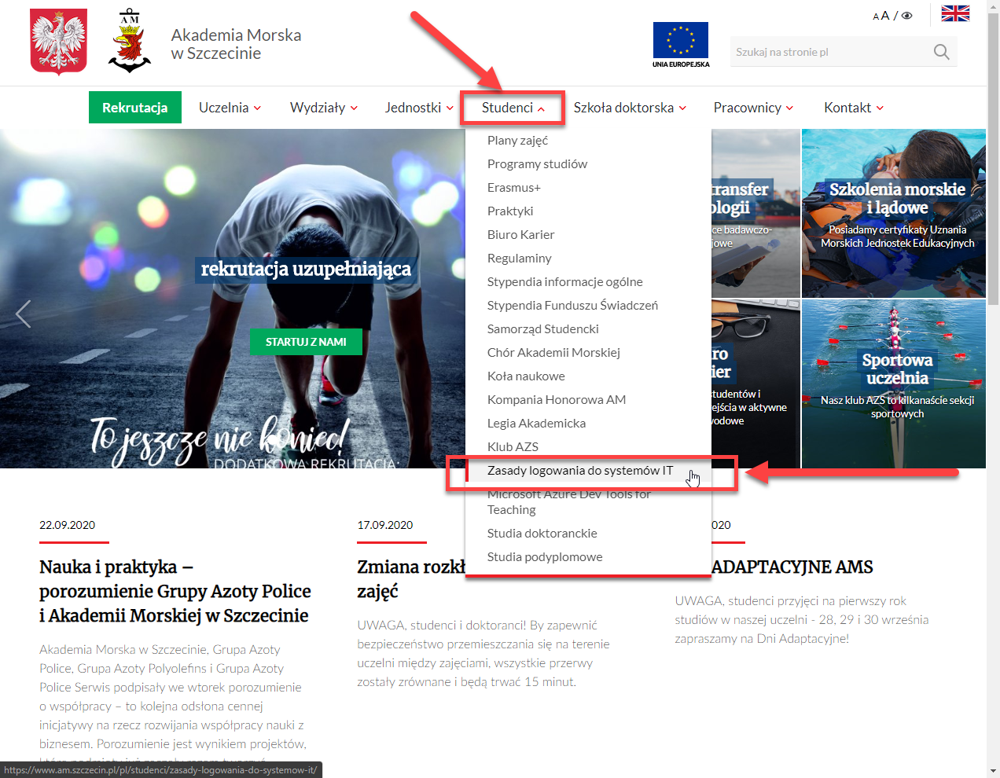 AM
Akademia Morska
w Szczecinie
UNIA EUROPEJSKA
A A /
Szukaj na stronie pl
Rekrutacja
Uczelnia
Wydziały
Jednostki
Studenci
Szkoła doktorska
Pracownicy
Kontakt
Plany zajęć
Programy studiów
Erasmus+
Praktyki
Biuro Karier
Regulaminy
Stypendia informacje ogólne
Stypendia Funduszu Świadczeń
Samorząd Studencki
Chór Akademii Morskiej
Koła naukowe
Kompania Honorowa AM
Legia Akademicka
Klub AZS
Zasady logowania do systemów IT
Microsoft Azure Dev Tools for
Teaching
Studia doktoranckie
Studia podyplomowe
rekrutacja uzupełniająca
STARTUJ Z NAMI
To jeszcze nie koniec!
DODATKOWA REKRUTACJA:
transfer
ologii
ce badawczo-
jowe
Szkolenia morskie
i lądowe
Posiadamy certyfikaty Uznania
Morskich Jednostek Edukacyjnych
ro
ier
studentów i
ejścia w aktywne
wodowe
Sportowa
uczelnia
Nasz klub AZS to kilkanaście sekcji
sportowych
22.09.2020
Nauka i praktyka –
porozumienie Grupy Azoty Police
i Akademii Morskiej w Szczecinie
Akademia Morska w Szczecinie, Grupa Azoty
Police, Grupa Azoty Polyolefins i Grupa Azoty
Police Serwis podpisały we wtorek porozumienie
o współpracy – to kolejna odsłona cennej
inicjatywy na rzecz rozwijania współpracy nauki z
biznesem. Porozumienie jest wynikiem projektów,
17.09.2020
Zmiana rozkł
zajęć
UWAGA, studenci i doktoranci! By zapewnić
bezpieczeństwo przemieszczania się na terenie
uczelni między zajęciami, wszystkie przerwy
zostały zrównane i będą trwać 15 minut.
020
ADAPTACYJNE AMS
UWAGA, studenci przyjęci na pierwszy rok
studiów w naszej uczelni - 28, 29 i 30 września
zapraszamy na Dni Adaptacyjne!
https://www.am.szczecin.pl/pl/studenci/zasady-logowania-do-systemow-it/